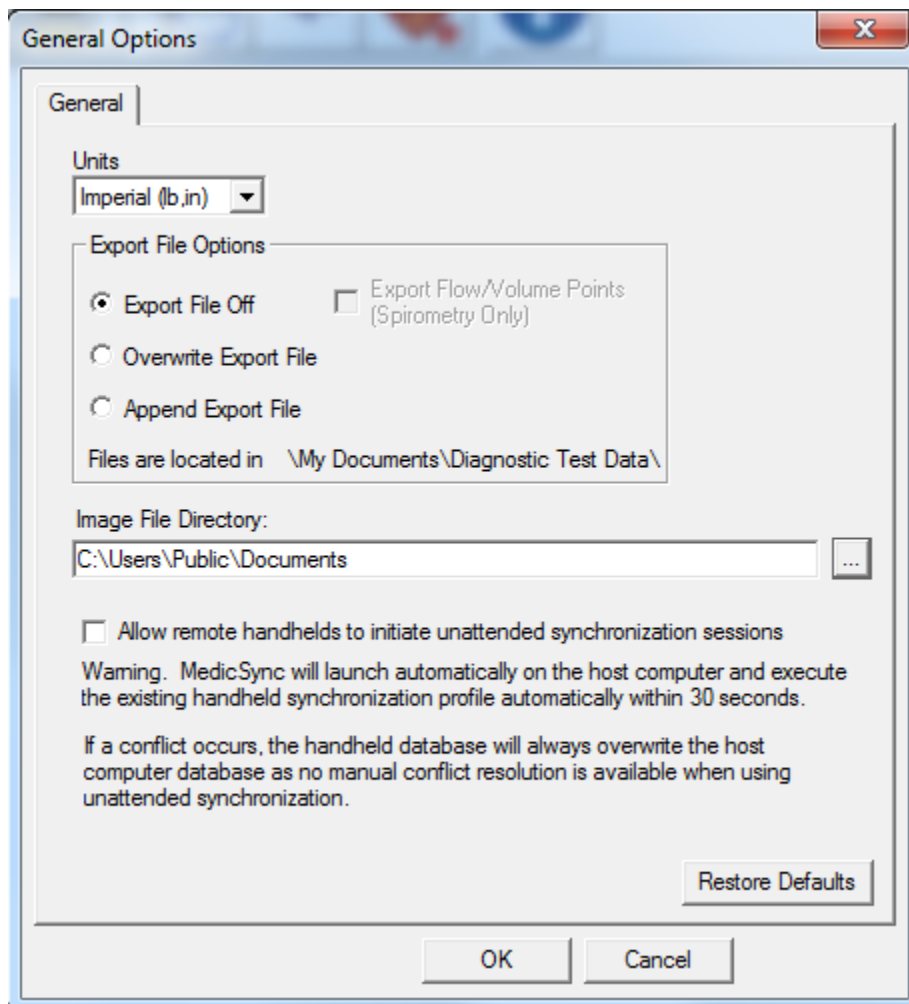 General Options
General
Units
Imperial (lb,in)
Export File Options
Export File Off
Export Flow/Volume Points
(Spirometry Only)
Overwrite Export File
Append Export File
Files are located in \My Documents\Diagnostic Test Data\
Image File Directory:
C:\Users\Public\Documents
...
Allow remote handhelds to initiate unattended synchronization sessions
Warning. MedicSync will launch automatically on the host computer and execute
the existing handheld synchronization profile automatically within 30 seconds.
If a conflict occurs, the handheld database will always overwrite the host
computer database as no manual conflict resolution is available when using
unattended synchronization.
Restore Defaults
OK
Cancel